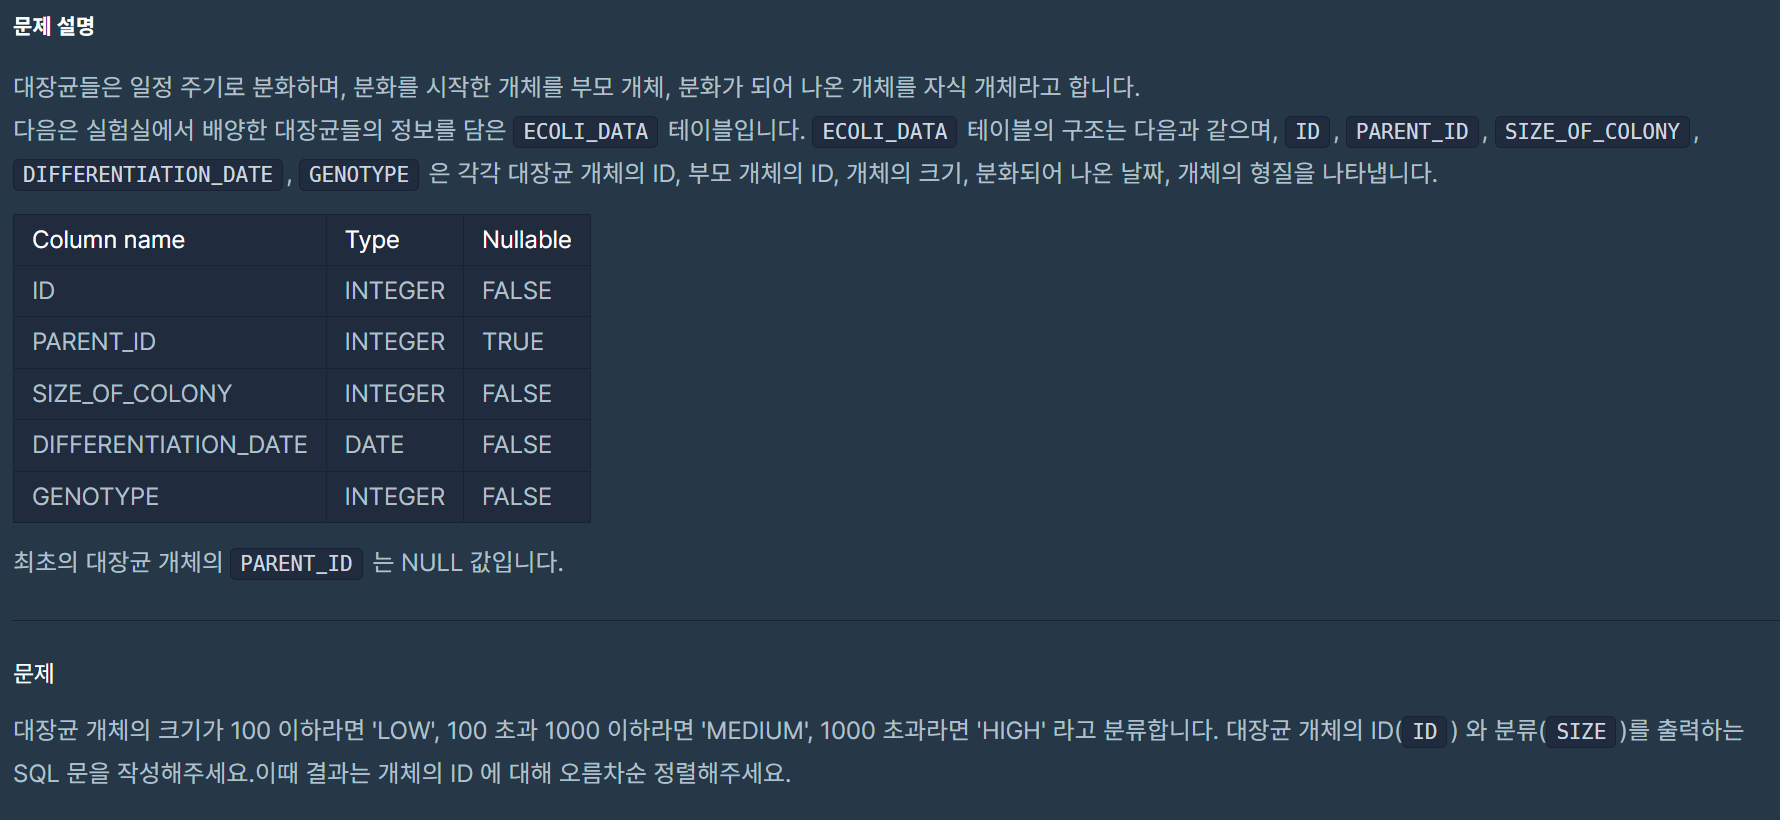 문제 설명
대장균들은 일정 주기로 분화하며, 분화를 시작한 개체를 부모 개체, 분화가 되어 나온 개체를 자식 개체라고 합니다.
다음은 실험실에서 배양한 대장균들의 정보를 담은 ECOLI_DATA 테이블입니다. ECOLI_DATA 테이블의 구조는 다음과 같으며, ID, PARENT_ID, SIZE_OF_COLONY,
DIFFERENTIATION_DATE, GENOTYPE 은 각각 대장균 개체의 ID, 부모 개체의 ID, 개체의 크기, 분화되어 나온 날짜, 개체의 형질을 나타냅니다.
Column name Type Nullable
ID INTEGER FALSE
PARENT_ID INTEGER TRUE
SIZE_OF_COLONY INTEGER FALSE
DIFFERENTIATION_DATE DATE FALSE
GENOTYPE INTEGER FALSE
최초의 대장균 개체의 PARENT_ID 는 NULL 값입니다.
문제
대장균 개체의 크기가 100 이하라면 'LOW', 100 초과 1000 이하라면 'MEDIUM', 1000 초과라면 'HIGH' 라고 분류합니다. 대장균 개체의 ID(ID) 와 분류(SIZE)를 출력하는
SQL 문을 작성해주세요.이때 결과는 개체의 ID 에 대해 오름차순 정렬해주세요.